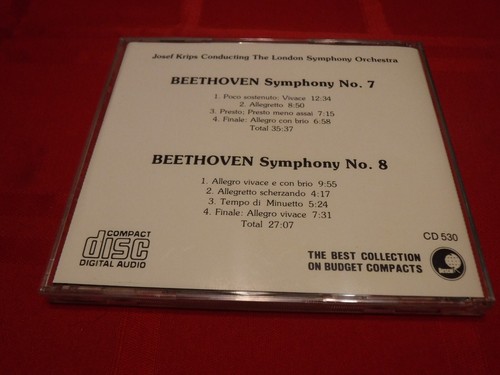 Josef Krips Conducting The London Symphony Orchestra
BEETHOVEN Symphony No. 7
1. Poco sostenuto: Vivace 12:34
2. Allegretto 8:50
3. Presto; Presto meno assai 7:15
4. Finale: Allegro con brio 6:58
Total 35:37
BEETHOVEN Symphony No. 8
1. Allegro vivace e con brio 9:55
2. Allegretto scherzando 4:17
3. Tempo di Minuetto 5:24
4. Finale: Allegro vivace 7:31
Total 27:07
COMPACT
disc
DIGITAL AUDIO
CD 530
THE BEST COLLECTION
ON BUDGET COMPACTS